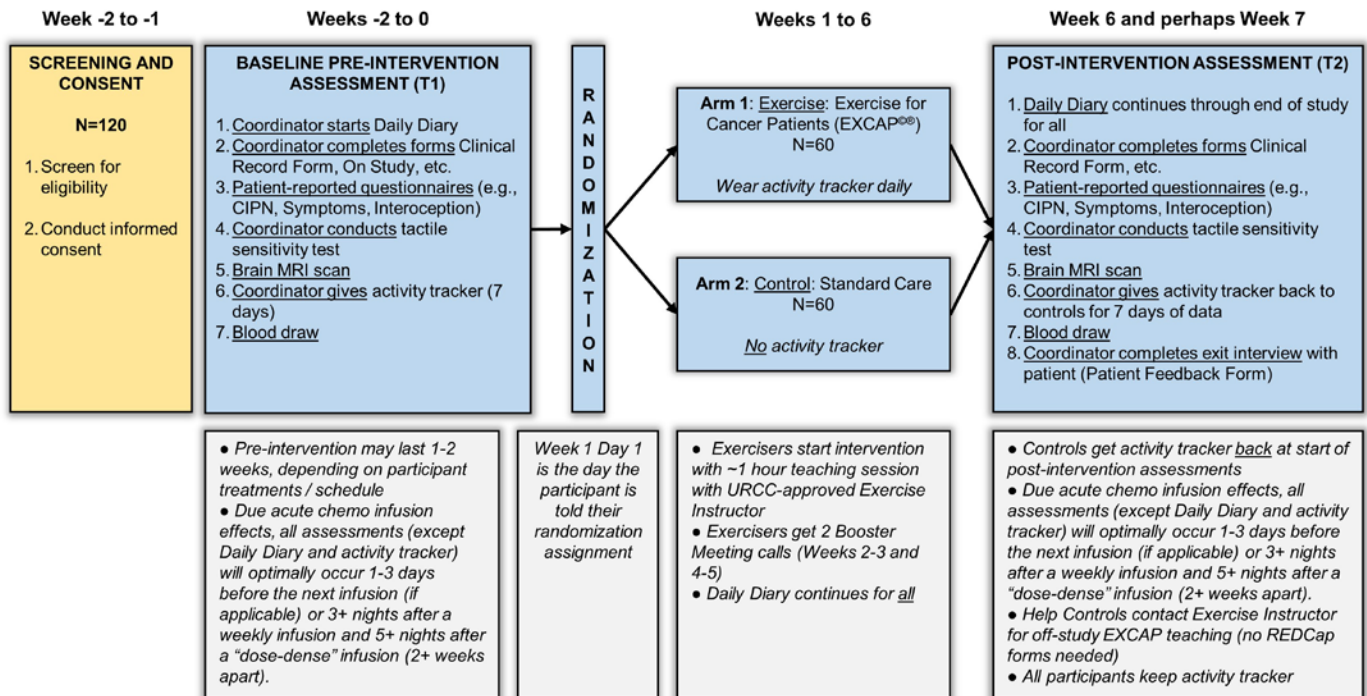 Week -2 to -1
Weeks -2 to 0
Weeks 1 to 6
Week 6 and perhaps Week 7
SCREENING AND
CONSENT
N=120
1. Screen for
eligibility
2. Conduct informed
consent
BASELINE PRE-INTERVENTION
ASSESSMENT (T1)
1. Coordinator starts Daily Diary
2. Coordinator completes forms Clinical
Record Form, On Study, etc.
3. Patient-reported questionnaires (e.g.,
CIPN, Symptoms, Interoception)
4. Coordinator conducts tactile
sensitivity test
5. Brain MRI scan
6. Coordinator gives activity tracker (7
days)
7. Blood draw
RANDOMIZATION
Arm 1: Exercise: Exercise for
Cancer Patients (EXCAP©®)
N=60
Wear activity tracker daily
Arm 2: Control: Standard Care
N=60
No activity tracker
POST-INTERVENTION ASSESSMENT (T2)
1. Daily Diary continues through end of study
for all
2. Coordinator completes forms Clinical
Record Form, etc.
3. Patient-reported questionnaires (e.g.,
CIPN, Symptoms, Interoception)
4. Coordinator conducts tactile sensitivity
test
5. Brain MRI scan
6. Coordinator gives activity tracker back to
controls for 7 days of data
7. Blood draw
8. Coordinator completes exit interview with
patient (Patient Feedback Form)
● Pre-intervention may last 1-2
weeks, depending on participant
treatments / schedule
● Due acute chemo infusion
effects, all assessments (except
Daily Diary and activity tracker)
will optimally occur 1-3 days
before the next infusion (if
applicable) or 3+ nights after a
weekly infusion and 5+ nights after
a “dose-dense” infusion (2+ weeks
apart).
Week 1 Day 1
is the day the
participant is
told their
randomization
assignment
● Exercisers start intervention
with ~1 hour teaching session
with URCC-approved Exercise
Instructor
● Exercisers get 2 Booster
Meeting calls (Weeks 2-3 and
4-5)
● Daily Diary continues for all
● Controls get activity tracker back at start of
post-intervention assessments
● Due acute chemo infusion effects, all
assessments (except Daily Diary and activity
tracker) will optimally occur 1-3 days before
the next infusion (if applicable) or 3+ nights
after a weekly infusion and 5+ nights after a
“dose-dense” infusion (2+ weeks apart).
● Help Controls contact Exercise Instructor
for off-study EXCAP teaching (no REDCap
forms needed)
● All participants keep activity tracker